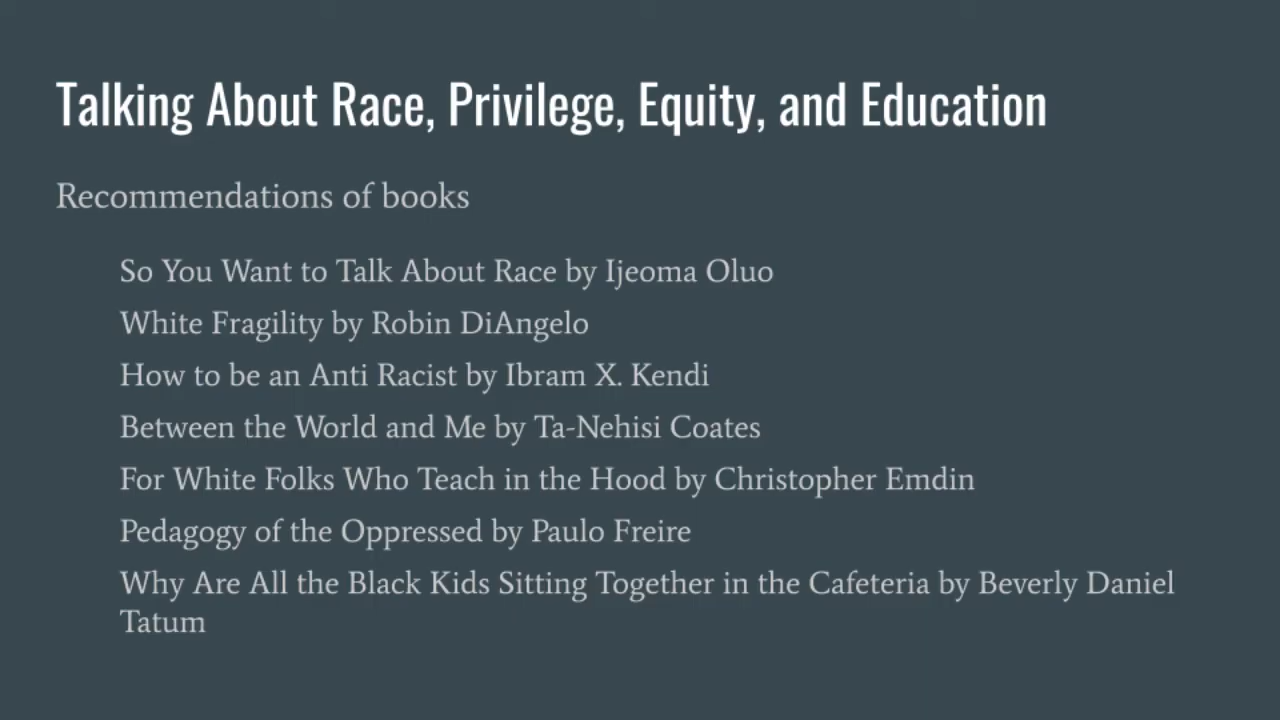 Talking About Race, Privilege, Equity, and Education
Recommendations of books
So You Want to Talk About Race by Ijeoma Oluo
White Fragility by Robin DiAngelo
How to be an Anti Racist by Ibram X. Kendi
Between the World and Me by Ta-Nehisi Coates
For White Folks Who Teach in the Hood by Christopher Emdin
Pedagogy of the Oppressed by Paulo Freire
Why Are All the Black Kids Sitting Together in the Cafeteria by Beverly Daniel
Tatum